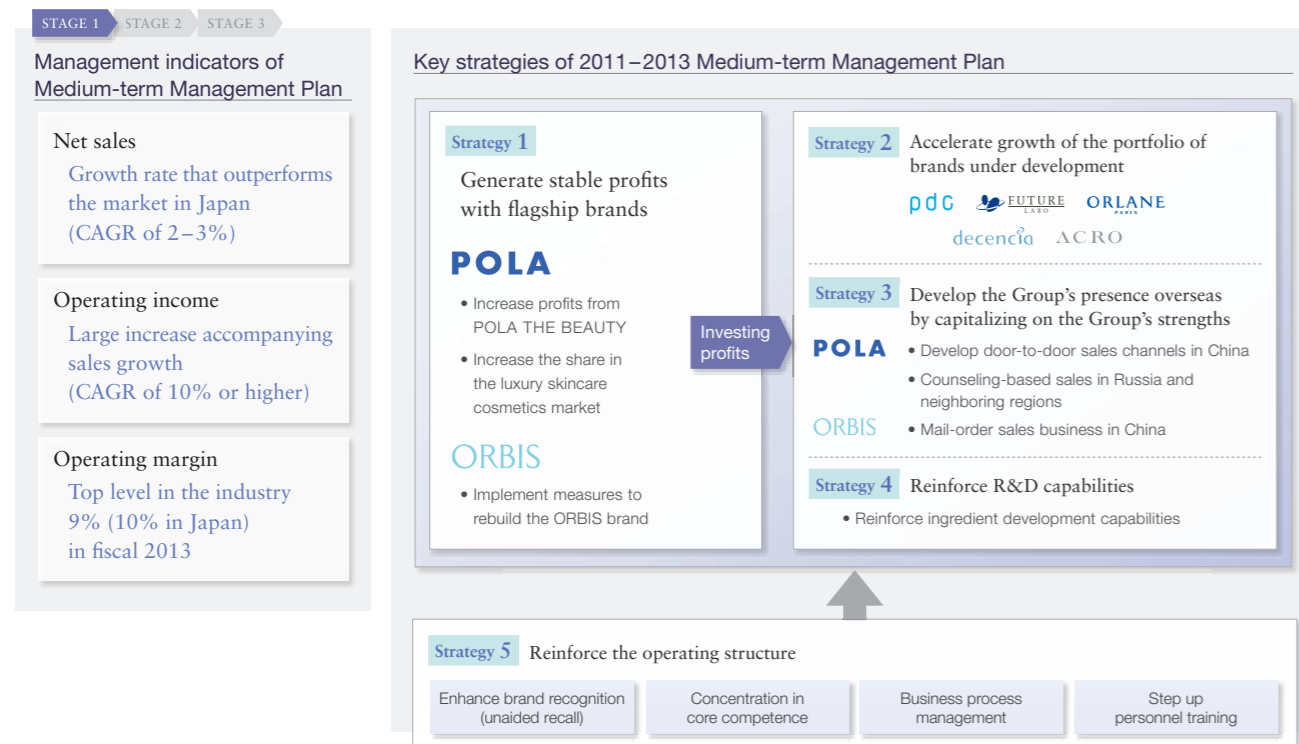 STAGE 1 STAGE 2 STAGE 3
Management indicators of
Medium-term Management Plan
Net sales
Growth rate that outperforms
the market in Japan
(CAGR of 2–3%)
Operating income
Large increase accompanying
sales growth
(CAGR of 10% or higher)
Operating margin
Top level in the industry
9% (10% in Japan)
in fiscal 2013
Key strategies of 2011–2013 Medium-term Management Plan
Strategy 1
Generate stable profits
with flagship brands
POLA
• Increase profits from
POLA THE BEAUTY
• Increase the share in
the luxury skincare
cosmetics market
ORBIS
• Implement measures to
rebuild the ORBIS brand
Investing
profits
Strategy 2 Accelerate growth of the portfolio of
brands under development
pdc FUTURE LABO ORLANE PARIS
decencia ACRO
Strategy 3 Develop the Group's presence overseas
by capitalizing on the Group's strengths
POLA • Develop door-to-door sales channels in China
• Counseling-based sales in Russia and
neighboring regions
ORBIS • Mail-order sales business in China
Strategy 4 Reinforce R&D capabilities
• Reinforce ingredient development capabilities
Strategy 5 Reinforce the operating structure
Enhance brand recognition
(unaided recall)
Concentration in
core competence
Business process
management
Step up
personnel training